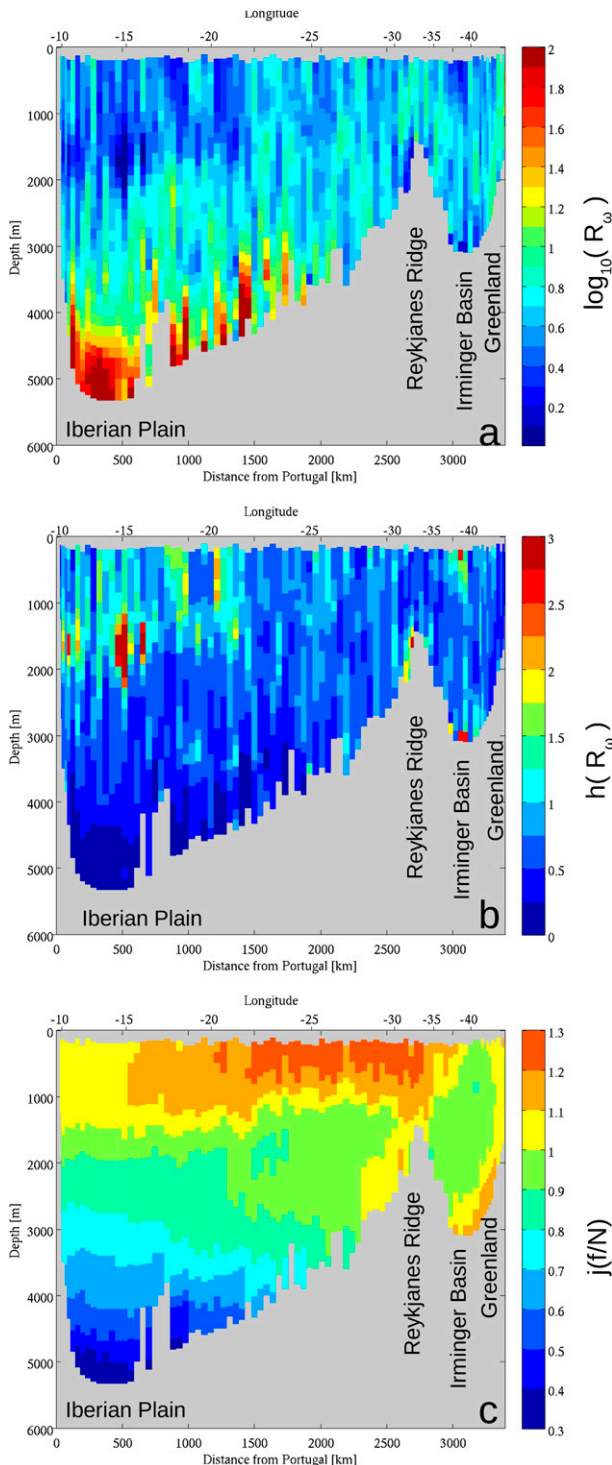 Longitude
-10 -15 -20 -25 -30 -35 -40
0
1000
2000
3000
4000
5000
6000
Depth [m]
Iberian Plain
Reykjanes Ridge
Irminger Basin
Greenland
a
0 500 1000 1500 2000 2500 3000
Distance from Portugal [km]
2
1.8
1.6
1.4
1.2
1
0.8
0.6
0.4
0.2
log10( Rω )
Longitude
-10 -15 -20 -25 -30 -35 -40
0
1000
2000
3000
4000
5000
6000
Depth [m]
Iberian Plain
Reykjanes Ridge
Irminger Basin
Greenland
b
0 500 1000 1500 2000 2500 3000
Distance from Portugal [km]
3
2.5
2
1.5
1
0.5
0
h( Rω )
Longitude
-10 -15 -20 -25 -30 -35 -40
0
1000
2000
3000
4000
5000
6000
Depth [m]
Iberian Plain
Reykjanes Ridge
Irminger Basin
Greenland
c
0 500 1000 1500 2000 2500 3000
Distance from Portugal [km]
1.3
1.2
1.1
1
0.9
0.8
0.7
0.6
0.5
0.4
0.3
j(f/N)